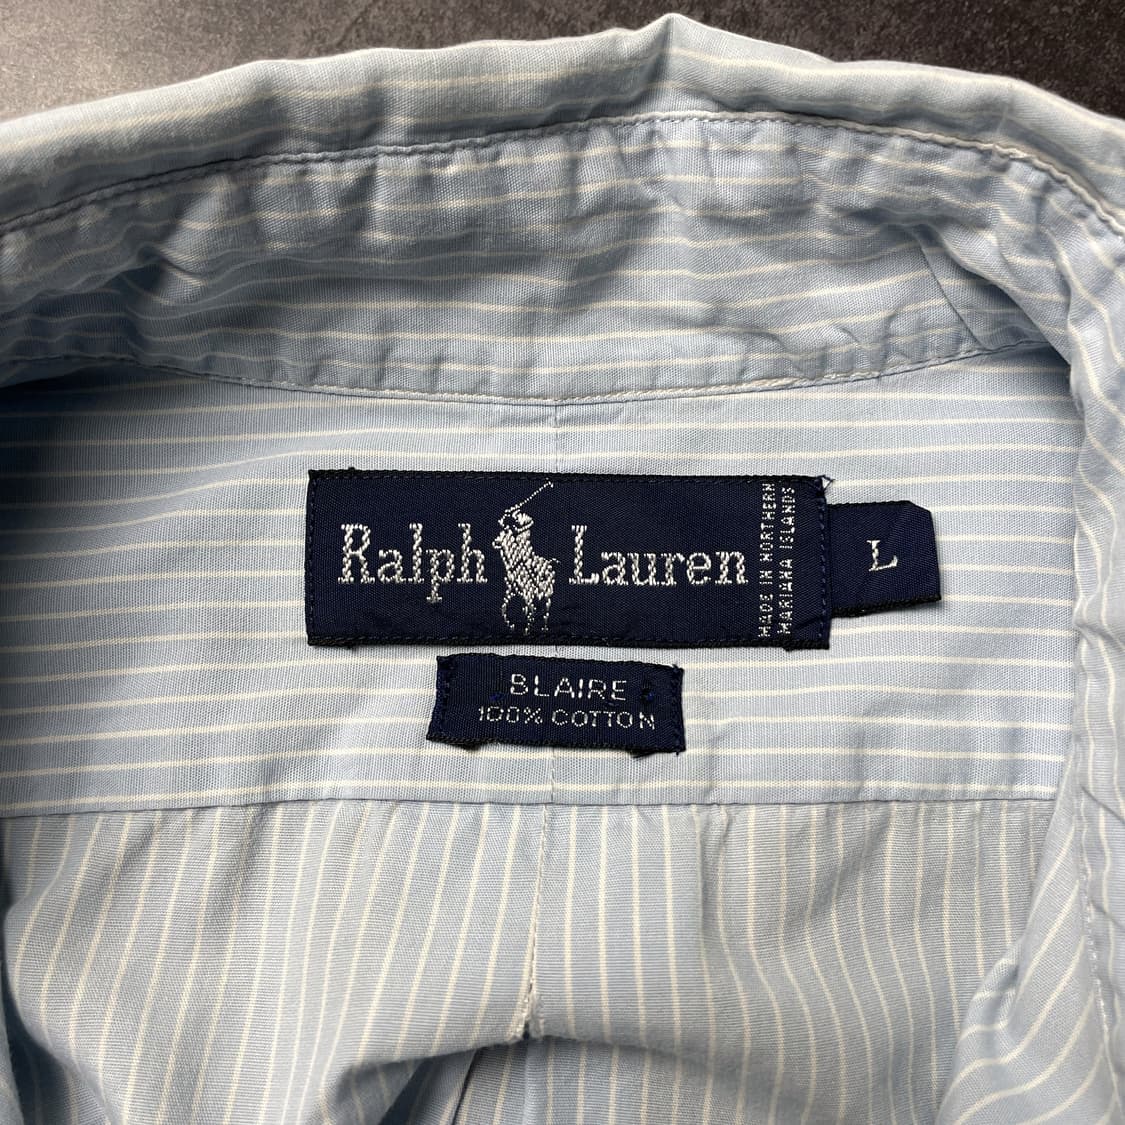 Ralph Lauren
MADE IN NORTHERN
MARIANA ISLANDS
L
BLAIRE
100% COTTON